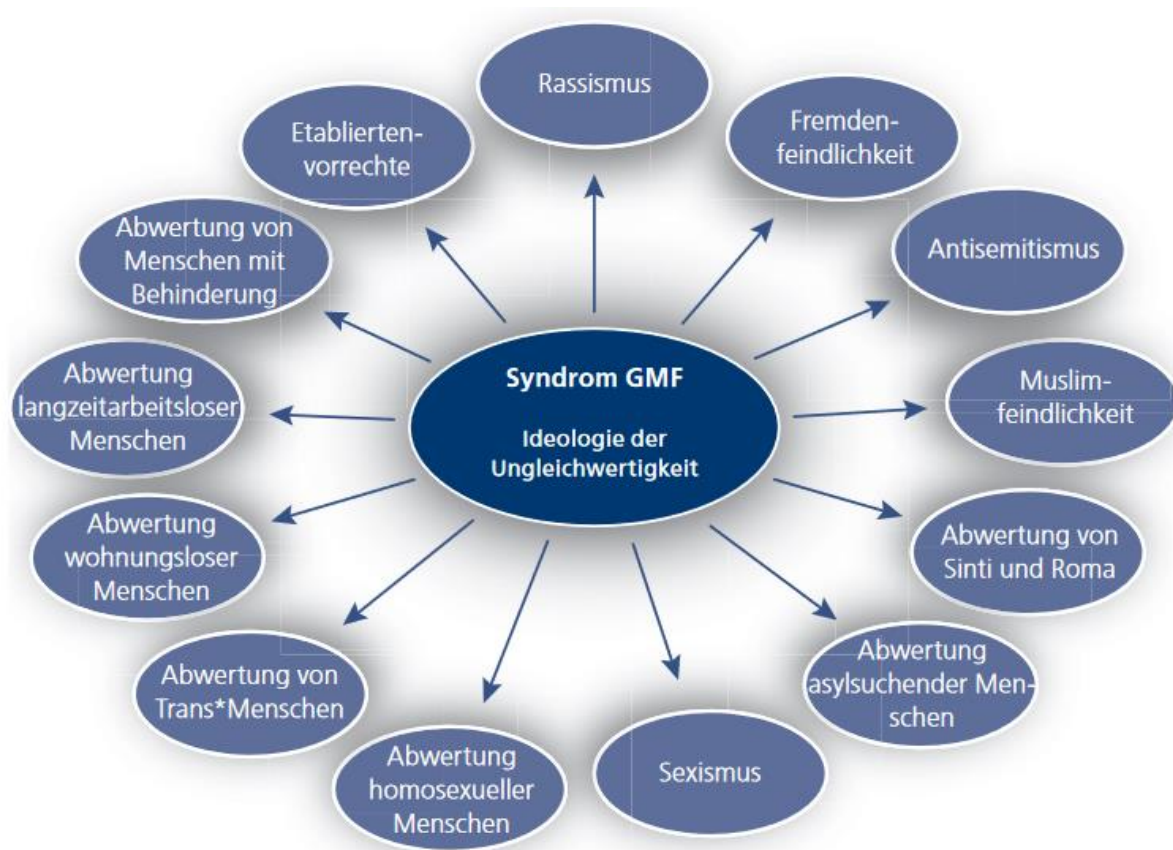 Rassismus
Fremden-
feindlichkeit
Antisemitismus
Muslim-
feindlichkeit
Abwertung von
Sinti und Roma
Abwertung
asylsuchender Men-
schen
Sexismus
Abwertung
homosexueller
Menschen
Abwertung von
Trans*Menschen
Abwertung
wohnungsloser
Menschen
Abwertung
langzeitarbeitsloser
Menschen
Abwertung von
Menschen mit
Behinderung
Etablierten-
vorrechte
Syndrom GMF
Ideologie der
Ungleichwertigkeit